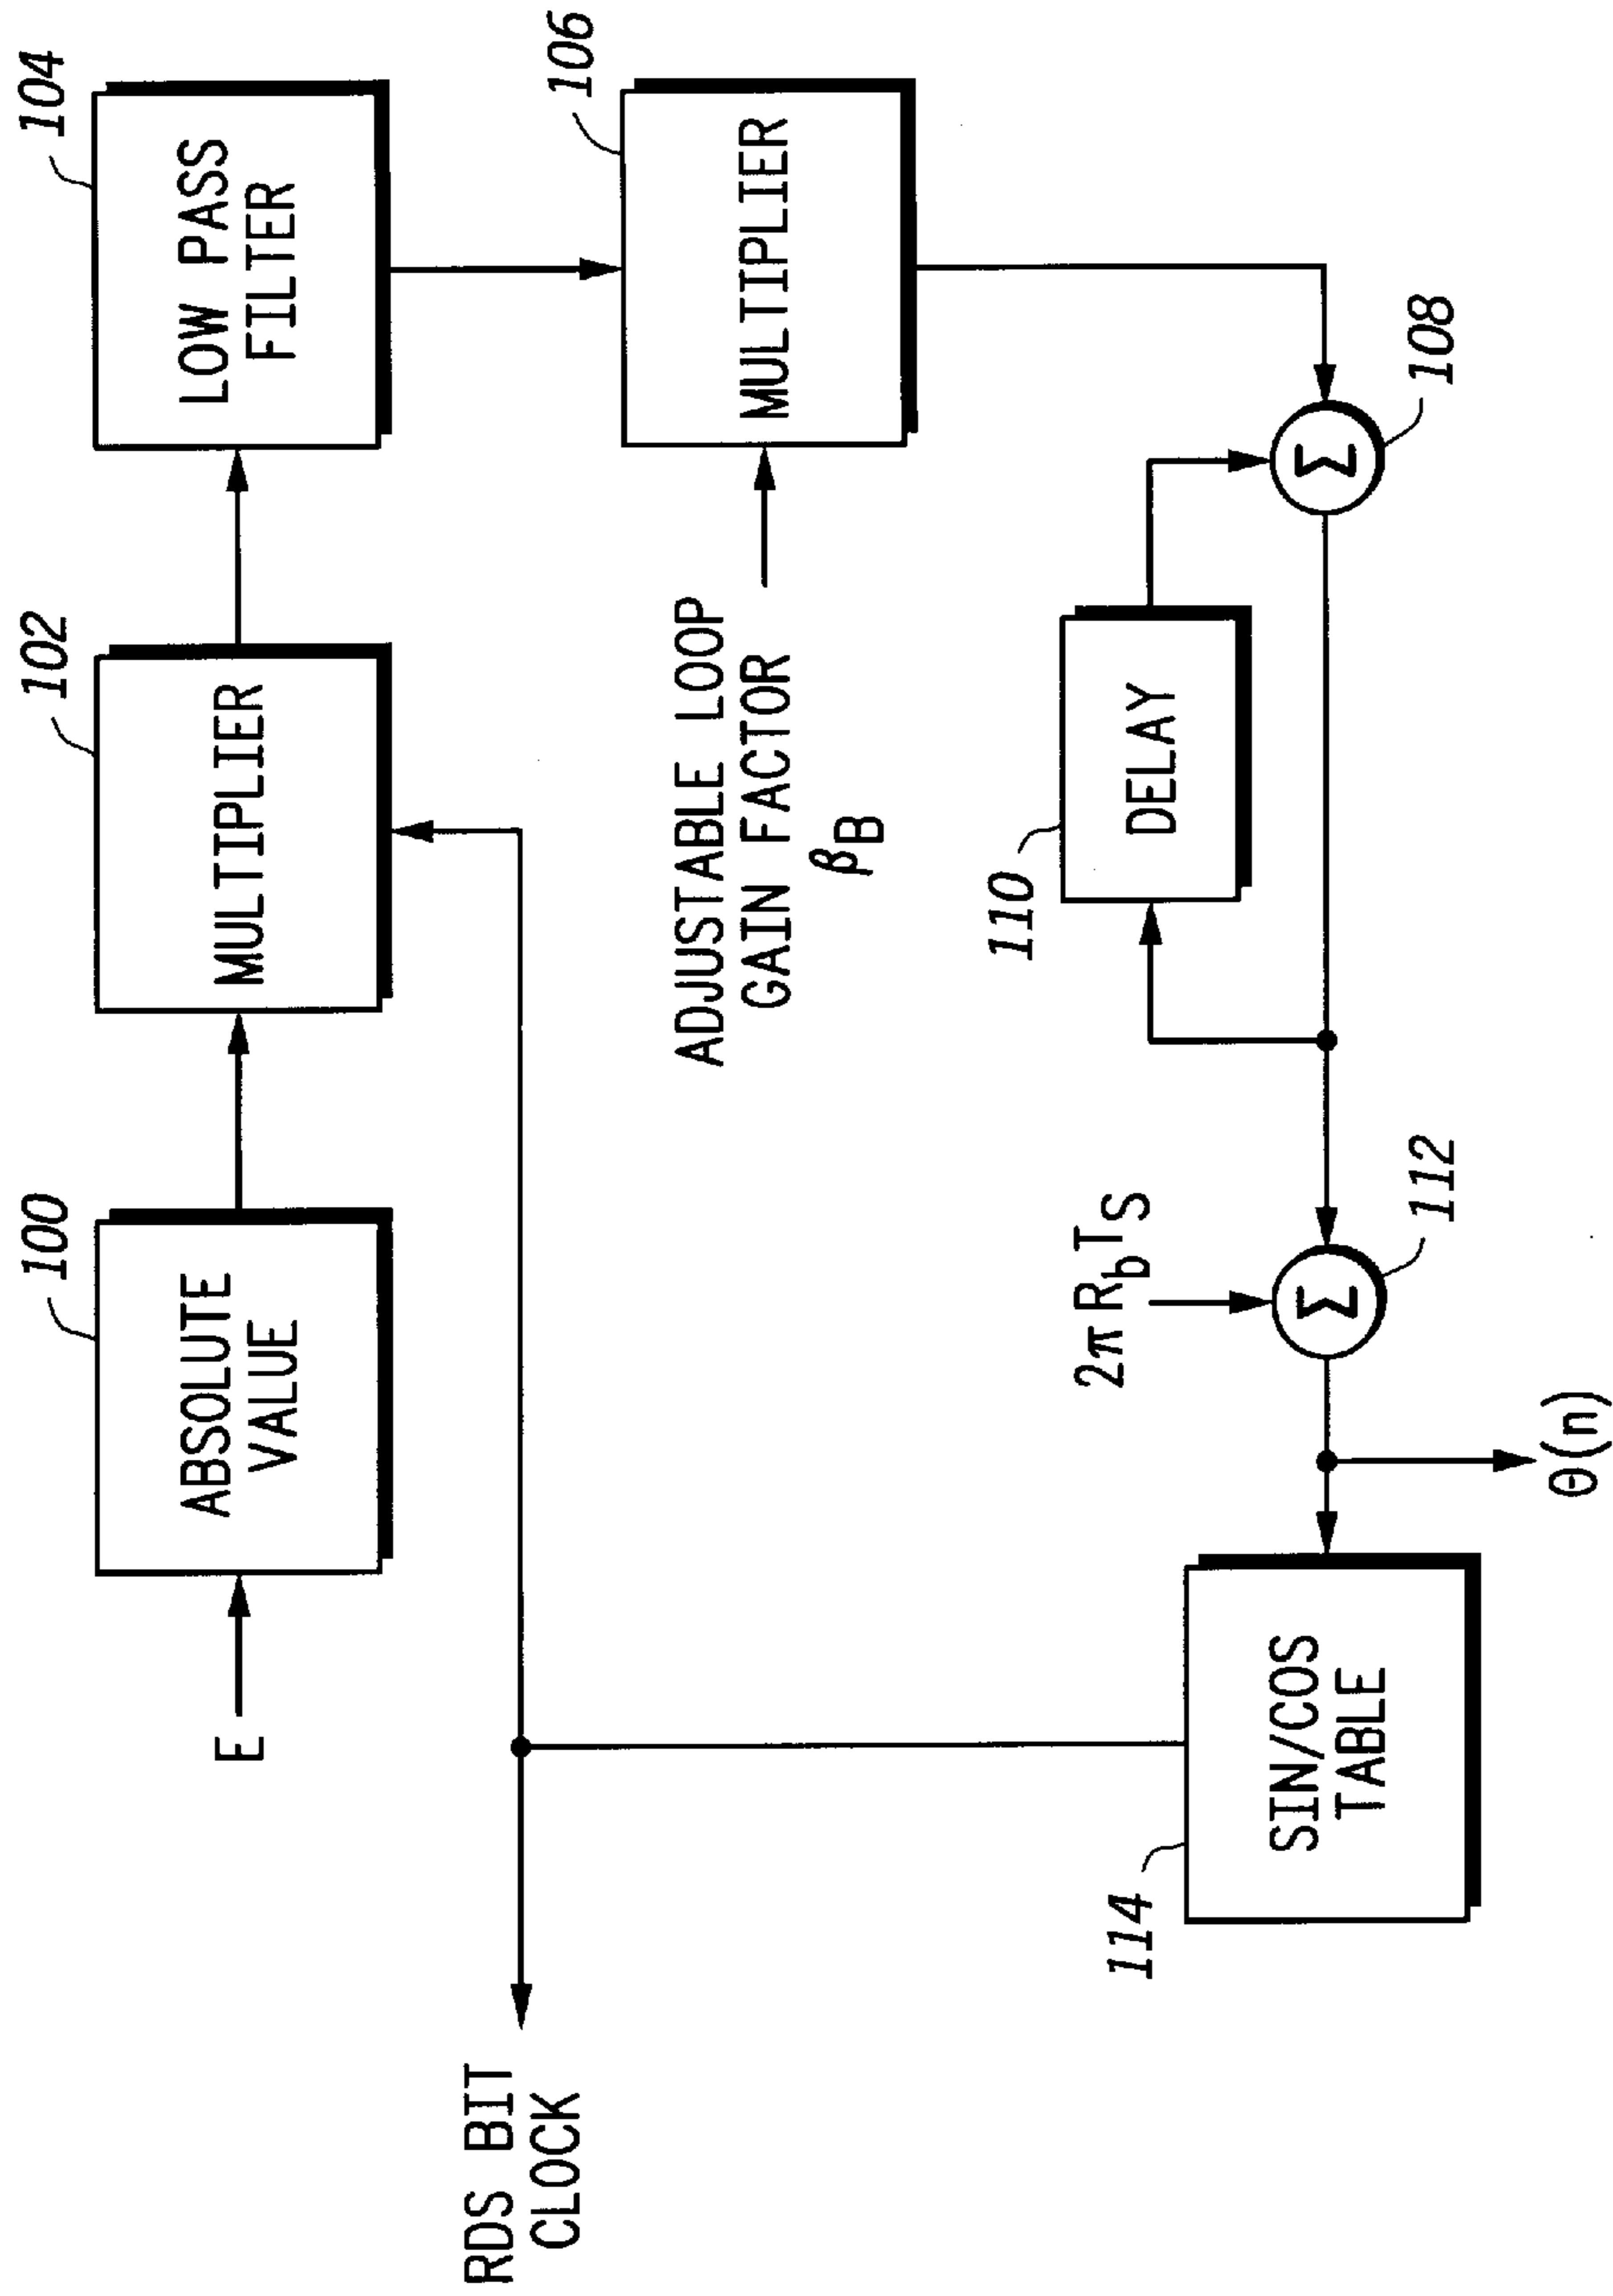 100
102
104
E
ABSOLUTE
VALUE
MULTIPLIER
LOW PASS
FILTER
RDS BIT
CLOCK
106
ADJUSTABLE LOOP
GAIN FACTOR
βB
MULTIPLIER
110
DELAY
114
SIN/COS
TABLE
2π RbTS
Σ
112
Σ
108
Θ(n)